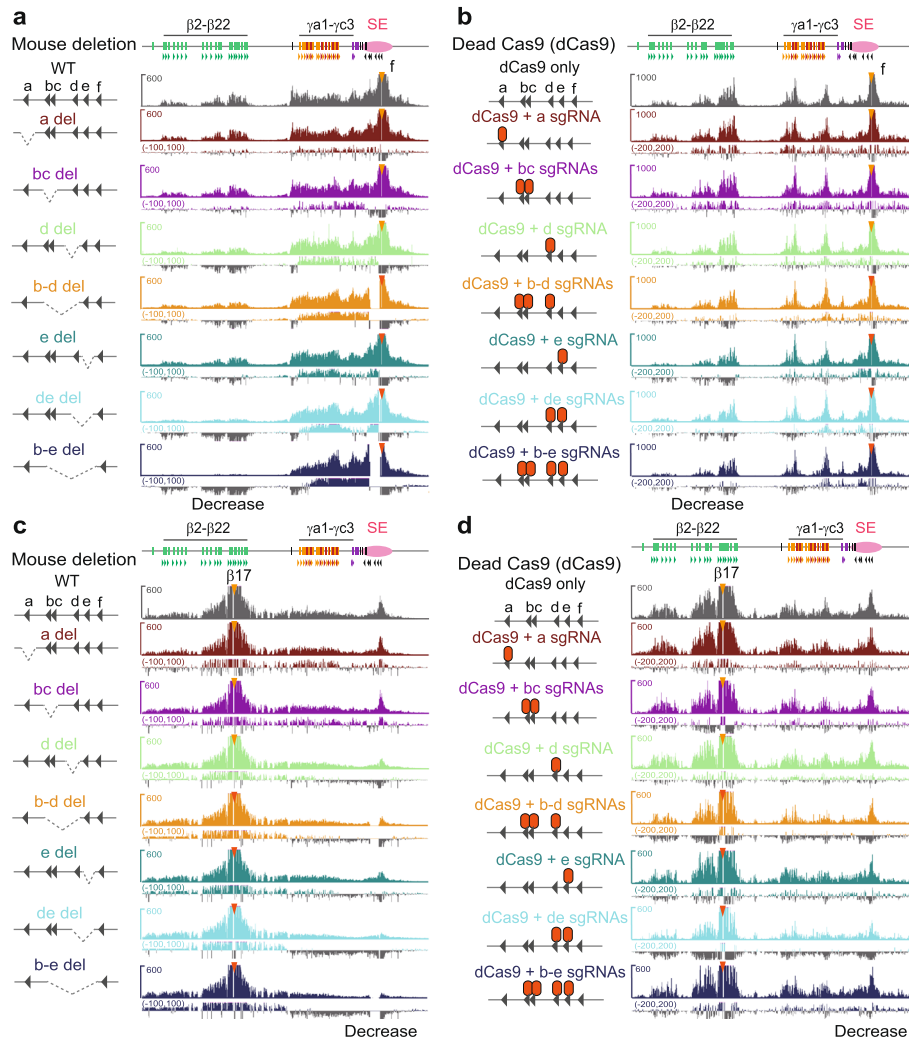 a
β2-β22
γa1-γc3
SE
Mouse deletion
WT
a bc d e f
f
600
a del
600
(-100,100)
bc del
600
(-100,100)
d del
600
(-100,100)
b-d del
600
(-100,100)
e del
600
(-100,100)
de del
600
(-100,100)
b-e del
600
(-100,100)
Decrease
b
β2-β22
γa1-γc3
SE
Dead Cas9 (dCas9)
dCas9 only
a bc d e f
f
1000
dCas9 + a sgRNA
1000
(-200,200)
dCas9 + bc sgRNAs
1000
(-200,200)
dCas9 + d sgRNA
1000
(-200,200)
dCas9 + b-d sgRNAs
1000
(-200,200)
dCas9 + e sgRNA
1000
(-200,200)
dCas9 + de sgRNAs
1000
(-200,200)
dCas9 + b-e sgRNAs
1000
(-200,200)
Decrease
c
β2-β22
γa1-γc3
SE
Mouse deletion
WT
β17
a bc d e f
600
a del
600
(-100,100)
bc del
600
(-100,100)
d del
600
(-100,100)
b-d del
600
(-100,100)
e del
600
(-100,100)
de del
600
(-100,100)
b-e del
600
(-100,100)
Decrease
d
β2-β22
γa1-γc3
SE
Dead Cas9 (dCas9)
dCas9 only
β17
a bc d e f
600
dCas9 + a sgRNA
600
(-200,200)
dCas9 + bc sgRNAs
600
(-200,200)
dCas9 + d sgRNA
600
(-200,200)
dCas9 + b-d sgRNAs
600
(-200,200)
dCas9 + e sgRNA
600
(-200,200)
dCas9 + de sgRNAs
600
(-200,200)
dCas9 + b-e sgRNAs
600
(-200,200)
Decrease